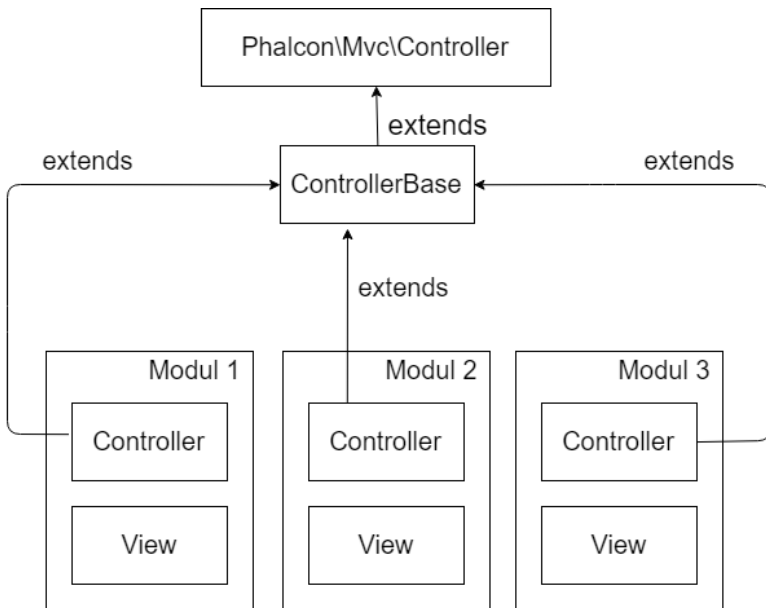 Phalcon\Mvc\Controller
extends
extends
extends
ControllerBase
extends
Modul 1
Modul 2
Modul 3
Controller
Controller
Controller
View
View
View